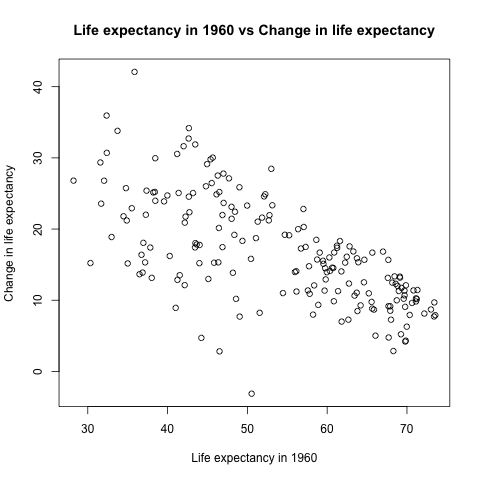 Life expectancy in 1960 vs Change in life expectancy
Change in life expectancy
40
30
20
10
0
30 40 50 60 70
Life expectancy in 1960